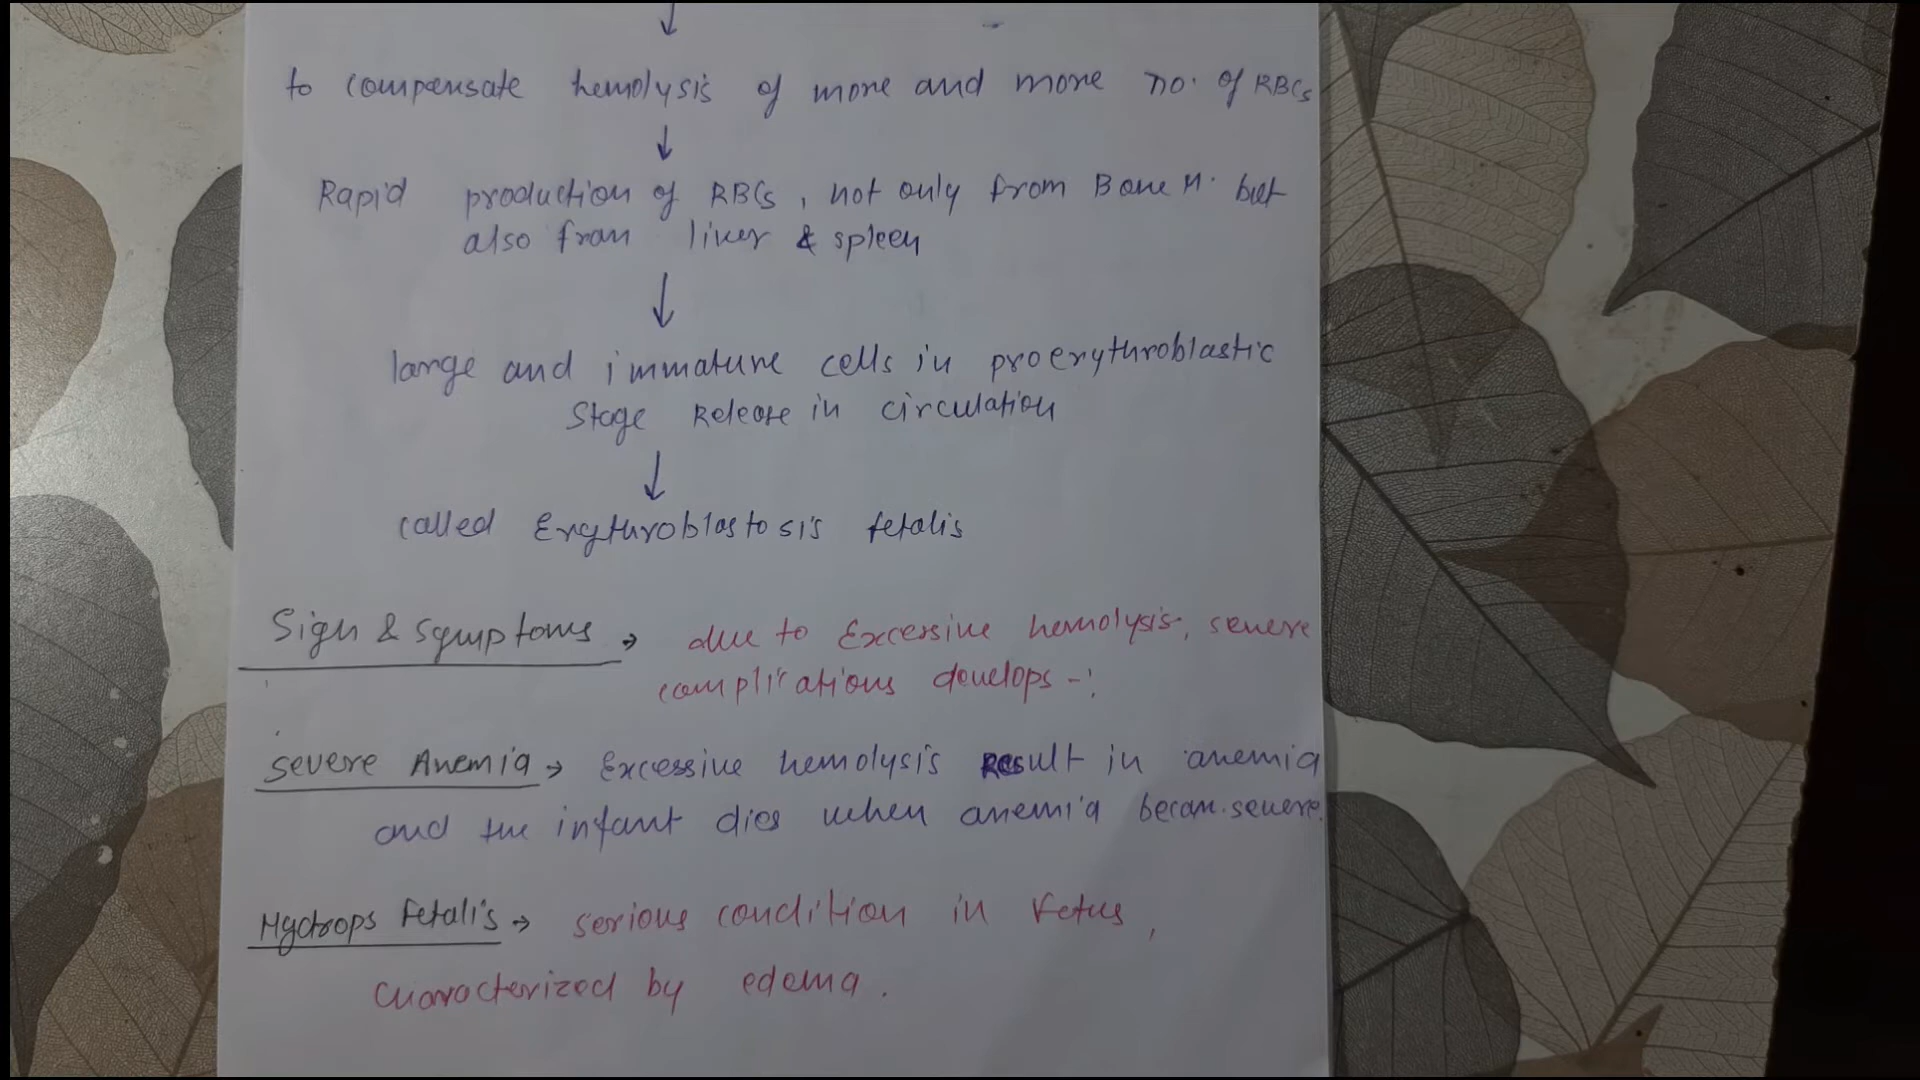 ↓
to compensate hemolysis of more and more no. of RBCs
↓
Rapid production of RBCs, not only from Bone M. but
also from liver & spleen
↓
large and immature cells in proerythroblastic
Stage Release in circulation
↓
called Erythroblastosis fetalis
Sign & Symptoms → due to Excessive hemolysis, severe
complications develops -:
Severe Anemia → Excessive hemolysis Result in anemia
and the infant dies when anemia becom. severe.
Hydrops Fetalis → serious condition in Fetus,
characterized by edema.